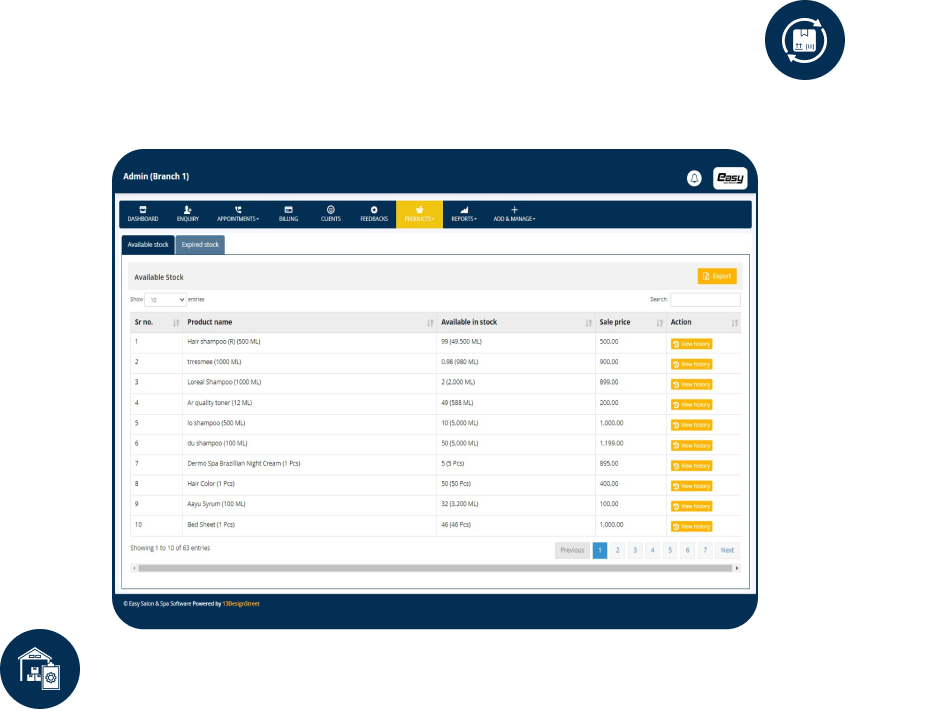 Admin (Branch 1)
Easy
DASHBOARD ENQUIRY APPOINTMENTS BILLING CLIENTS FEEDBACKS PRODUCTS REPORTS ADD & MANAGE
Available stock Expired stock
Available Stock Export
Show 10 entries Search:
Sr no. Product name Available in stock Sale price Action
1 Hair shampoo (R) (500 ML) 99 (49,500 ML) 500.00 View history
2 trresmee (1000 ML) 0.98 (980 ML) 900.00 View history
3 Loreal Shampoo (1000 ML) 2 (2,000 ML) 899.00 View history
4 Ar quality toner (12 ML) 49 (588 ML) 200.00 View history
5 lo shampoo (500 ML) 10 (5,000 ML) 1,000.00 View history
6 du shampoo (100 ML) 50 (5,000 ML) 1,199.00 View history
7 Dermo Spa Brazillian Night Cream (1 Pcs) 5 (5 Pcs) 895.00 View history
8 Hair Color (1 Pcs) 50 (50 Pcs) 400.00 View history
9 Aayu Syrum (100 ML) 32 (3,200 ML) 100.00 View history
10 Bed Sheet (1 Pcs) 46 (46 Pcs) 1,000.00 View history
Showing 1 to 10 of 63 entries Previous 1 2 3 4 5 6 7 Next
© Easy Salon & Spa Software Powered by 13DesignStreet